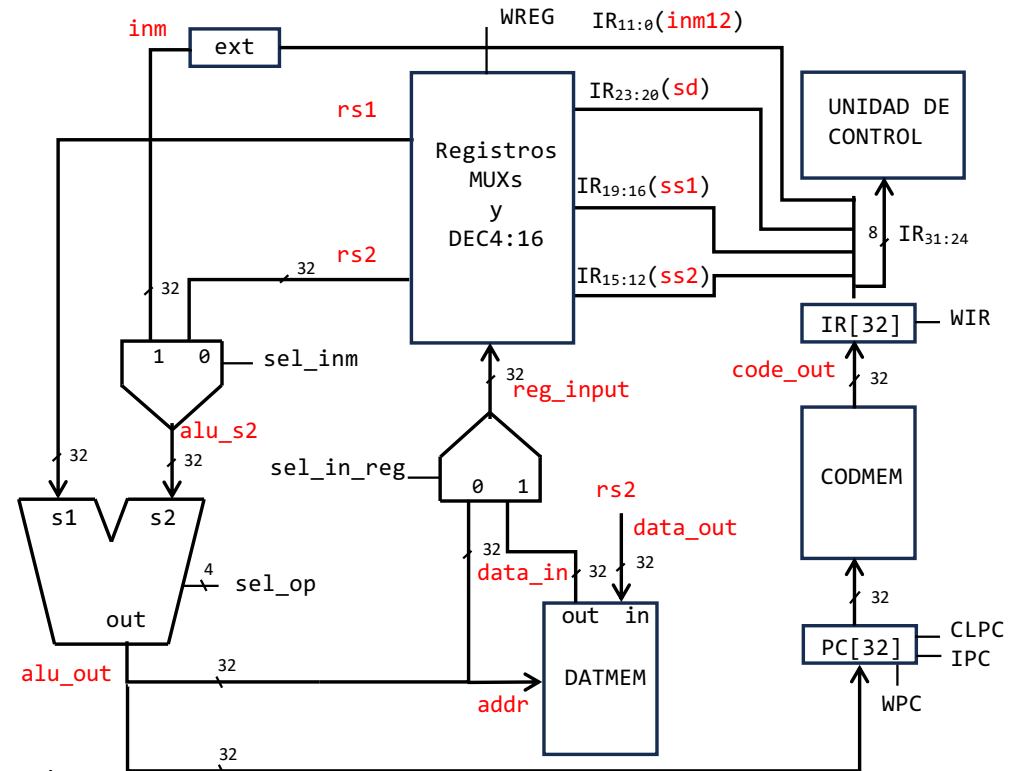 WREG
IR11:0(inm12)
inm
ext
rs1
IR23:20(sd)
UNIDAD DE
CONTROL
Registros
MUXs
y
DEC4:16
IR19:16(ss1)
8
IR31:24
rs2
32
IR15:12(ss2)
32
IR[32]
WIR
1 0
sel_inm
32
reg_input
code_out
32
alu_s2
32
32
sel_in_reg
0 1
CODMEM
rs2
s1
s2
data_out
32
data_in
32
32
4
sel_op
32
out
out in
CLPC
PC[32]
IPC
alu_out
32
DATMEM
addr
WPC
32